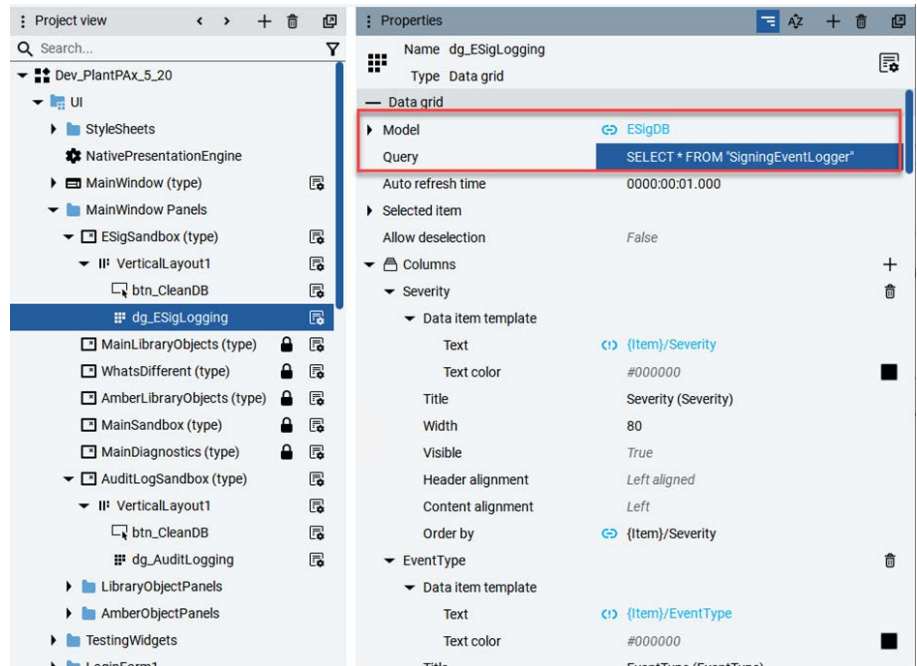 Project view
Search...
Dev_PlantPAx_5_20
UI
StyleSheets
NativePresentationEngine
MainWindow (type)
MainWindow Panels
ESigSandbox (type)
VerticalLayout1
btn_CleanDB
dg_ESigLogging
MainLibraryObjects (type)
WhatsDifferent (type)
AmberLibraryObjects (type)
MainSandbox (type)
MainDiagnostics (type)
AuditLogSandbox (type)
VerticalLayout1
btn_CleanDB
dg_AuditLogging
LibraryObjectPanels
AmberObjectPanels
TestingWidgets
LoginForm1
Properties
Name dg_ESigLogging
Type Data grid
Data grid
Model ESigDB
Query SELECT * FROM "SigningEventLogger"
Auto refresh time 0000:00:01.000
Selected item
Allow deselection False
Columns
Severity
Data item template
Text {Item}/Severity
Text color #000000
Title Severity (Severity)
Width 80
Visible True
Header alignment Left aligned
Content alignment Left
Order by {Item}/Severity
EventType
Data item template
Text {Item}/EventType
Text color #000000
Title EventType (EventType)